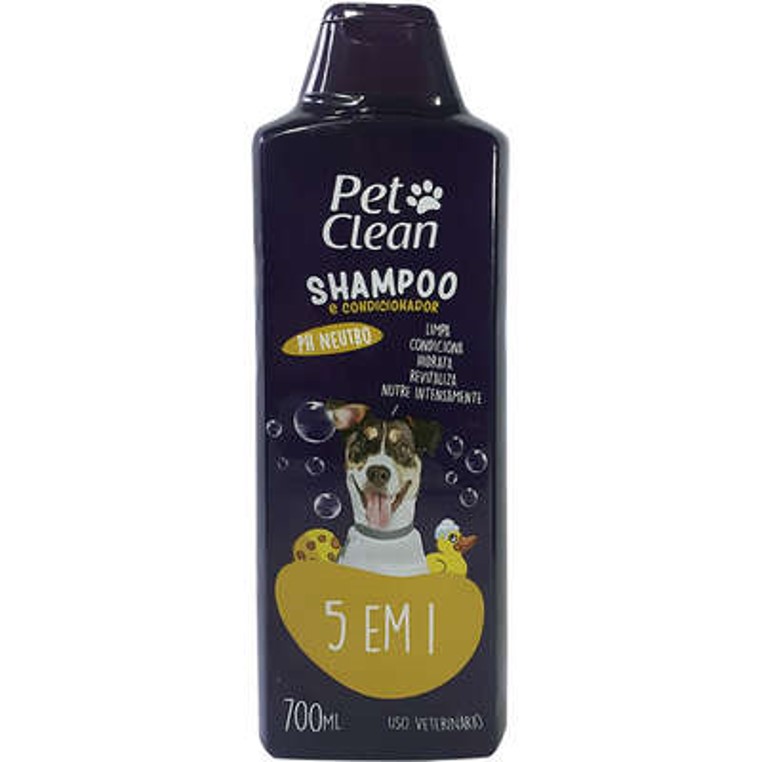 Pet
Clean
SHAMPOO
e CONDICIONADOR
PH NEUTRO
LIMPA
CONDICIONA
HIDRATA
REVITALIZA
NUTRE INTENSAMENTE
5 EM 1
700ML
USO VETERINÁRIO